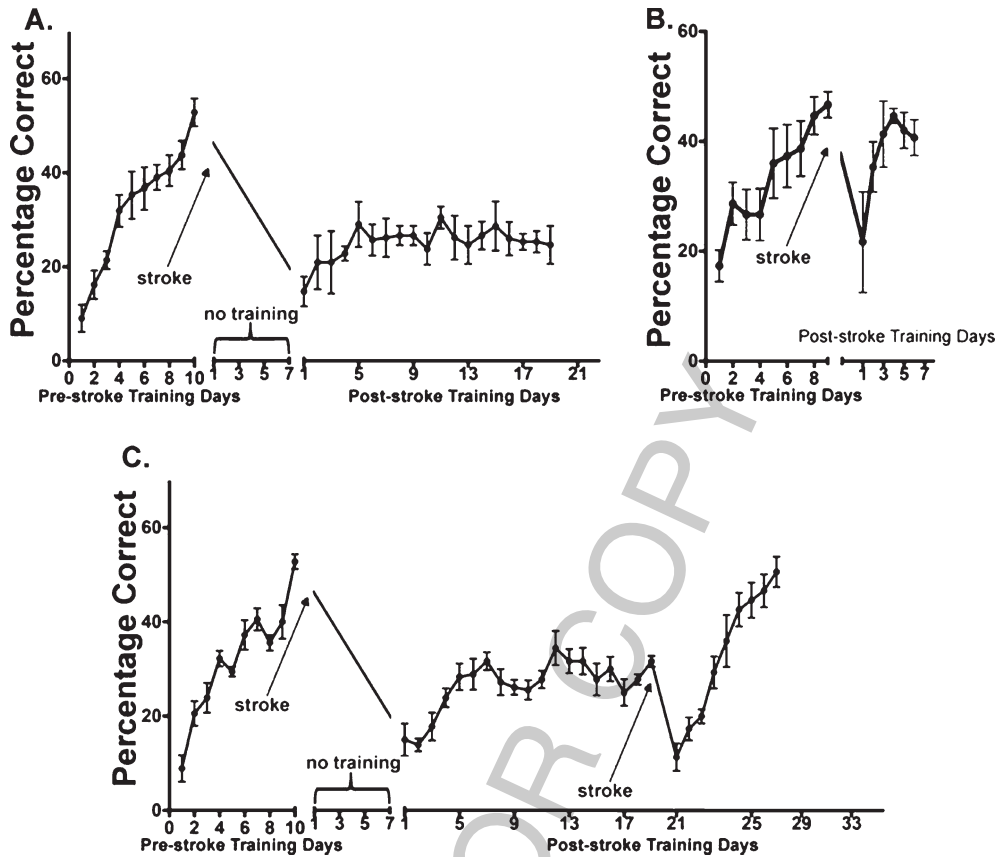 A.
Percentage Correct
60
40
20
0
stroke
no training
0 2 4 6 8 10 1 3 5 7 1 5 9 13 17 21
Pre-stroke Training Days
Post-stroke Training Days
B.
Percentage Correct
60
40
20
0
stroke
Post-stroke Training Days
0 2 4 6 8 1 3 5 7
Pre-stroke Training Days
C.
Percentage Correct
60
40
20
0
stroke
no training
stroke
0 2 4 6 8 10 1 3 5 7 1 5 9 13 17 21 25 29 33
Pre-stroke Training Days
Post-stroke Training Days
OR COPY